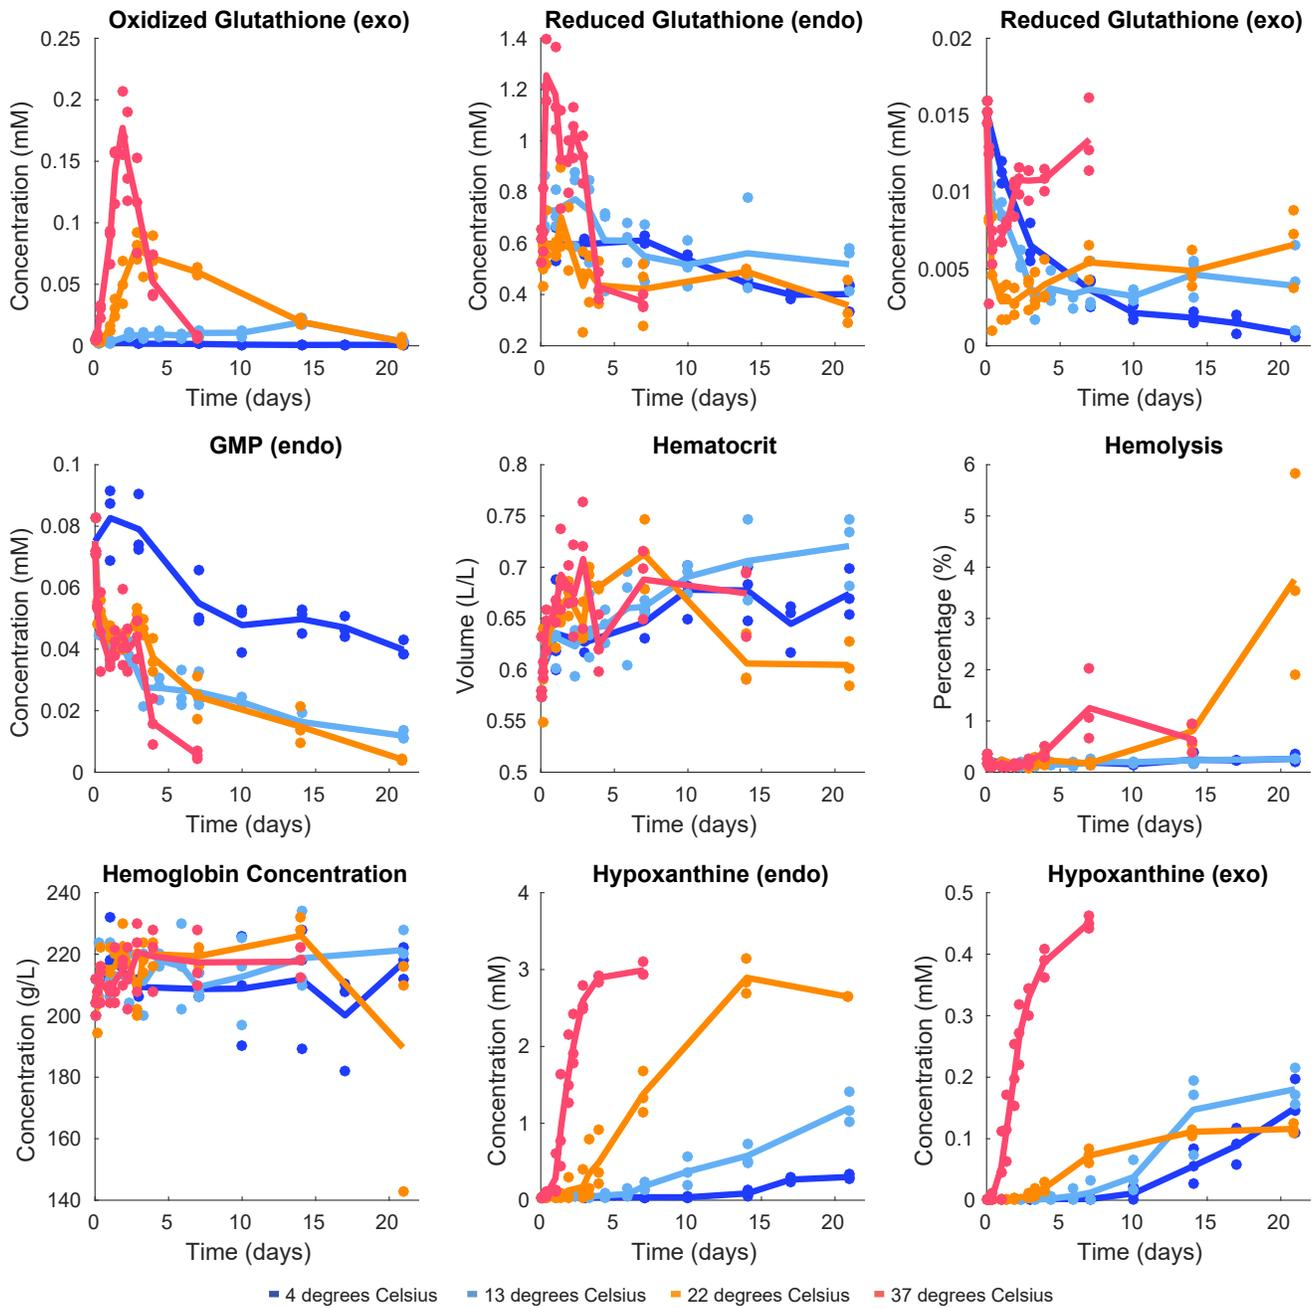 Oxidized Glutathione (exo)
Reduced Glutathione (endo)
Reduced Glutathione (exo)
Concentration (mM)
0.25
0.2
0.15
0.1
0.05
0
0 5 10 15 20
Time (days)
Concentration (mM)
1.4
1.2
1
0.8
0.6
0.4
0.2
0 5 10 15 20
Time (days)
Concentration (mM)
0.02
0.015
0.01
0.005
0
0 5 10 15 20
Time (days)
GMP (endo)
Hematocrit
Hemolysis
Concentration (mM)
0.1
0.08
0.06
0.04
0.02
0
0 5 10 15 20
Time (days)
Volume (L/L)
0.8
0.75
0.7
0.65
0.6
0.55
0.5
0 5 10 15 20
Time (days)
Percentage (%)
6
5
4
3
2
1
0
0 5 10 15 20
Time (days)
Hemoglobin Concentration
Hypoxanthine (endo)
Hypoxanthine (exo)
Concentration (g/L)
240
220
200
180
160
140
0 5 10 15 20
Time (days)
Concentration (mM)
4
3
2
1
0
0 5 10 15 20
Time (days)
Concentration (mM)
0.5
0.4
0.3
0.2
0.1
0
0 5 10 15 20
Time (days)
4 degrees Celsius 13 degrees Celsius 22 degrees Celsius 37 degrees Celsius